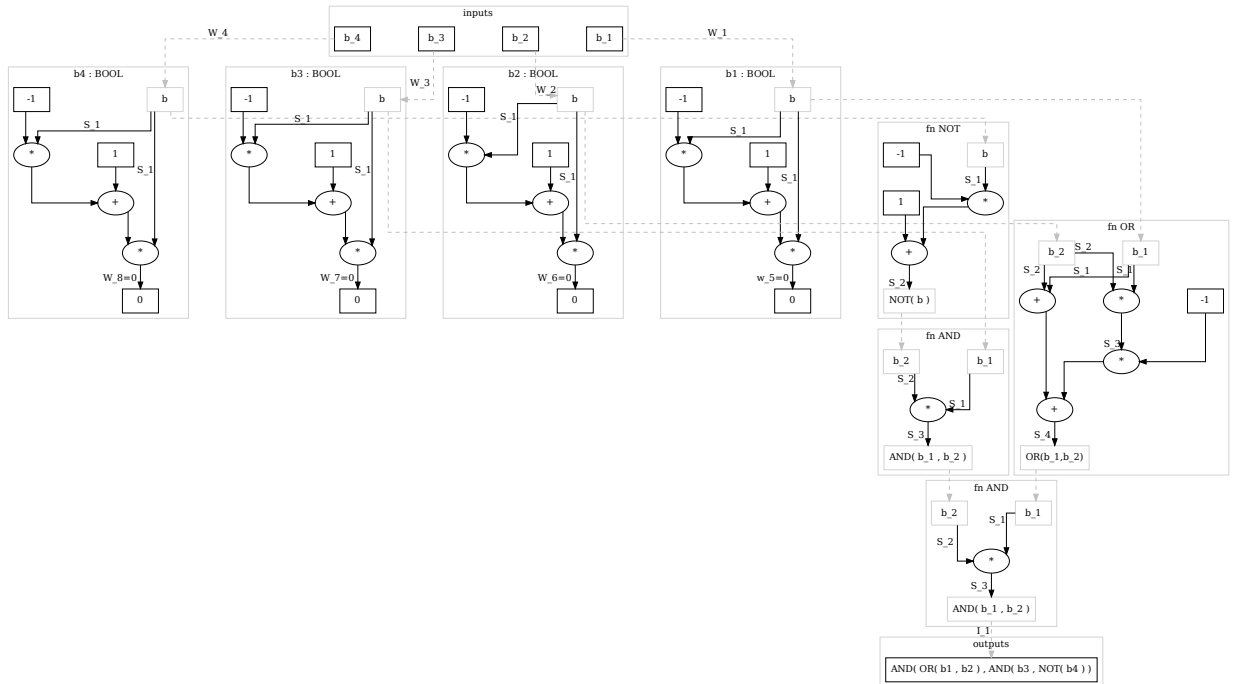 inputs
b_4
b_3
b_2
b_1
W_4
W_3
W_2
W_1
b4 : BOOL
-1
b
S_1
*
1
S_1
+
*
W_8=0
0
b3 : BOOL
-1
b
S_1
*
1
S_1
+
*
W_7=0
0
b2 : BOOL
-1
b
S_1
*
1
S_1
+
*
W_6=0
0
b1 : BOOL
-1
b
S_1
*
1
S_1
+
*
w_5=0
0
fn NOT
-1
b
S_1
1
*
+
S_2
NOT( b )
fn OR
b_2
S_2
b_1
S_2
S_1
S_1
+
*
-1
S_3
*
+
S_4
OR(b_1,b_2)
fn AND
b_2
b_1
S_2
S_1
*
S_3
AND( b_1 , b_2 )
fn AND
b_2
b_1
S_1
S_2
*
S_3
AND( b_1 , b_2 )
I_1
outputs
AND( OR( b1 , b2 ) , AND( b3 , NOT( b4 ) ) )